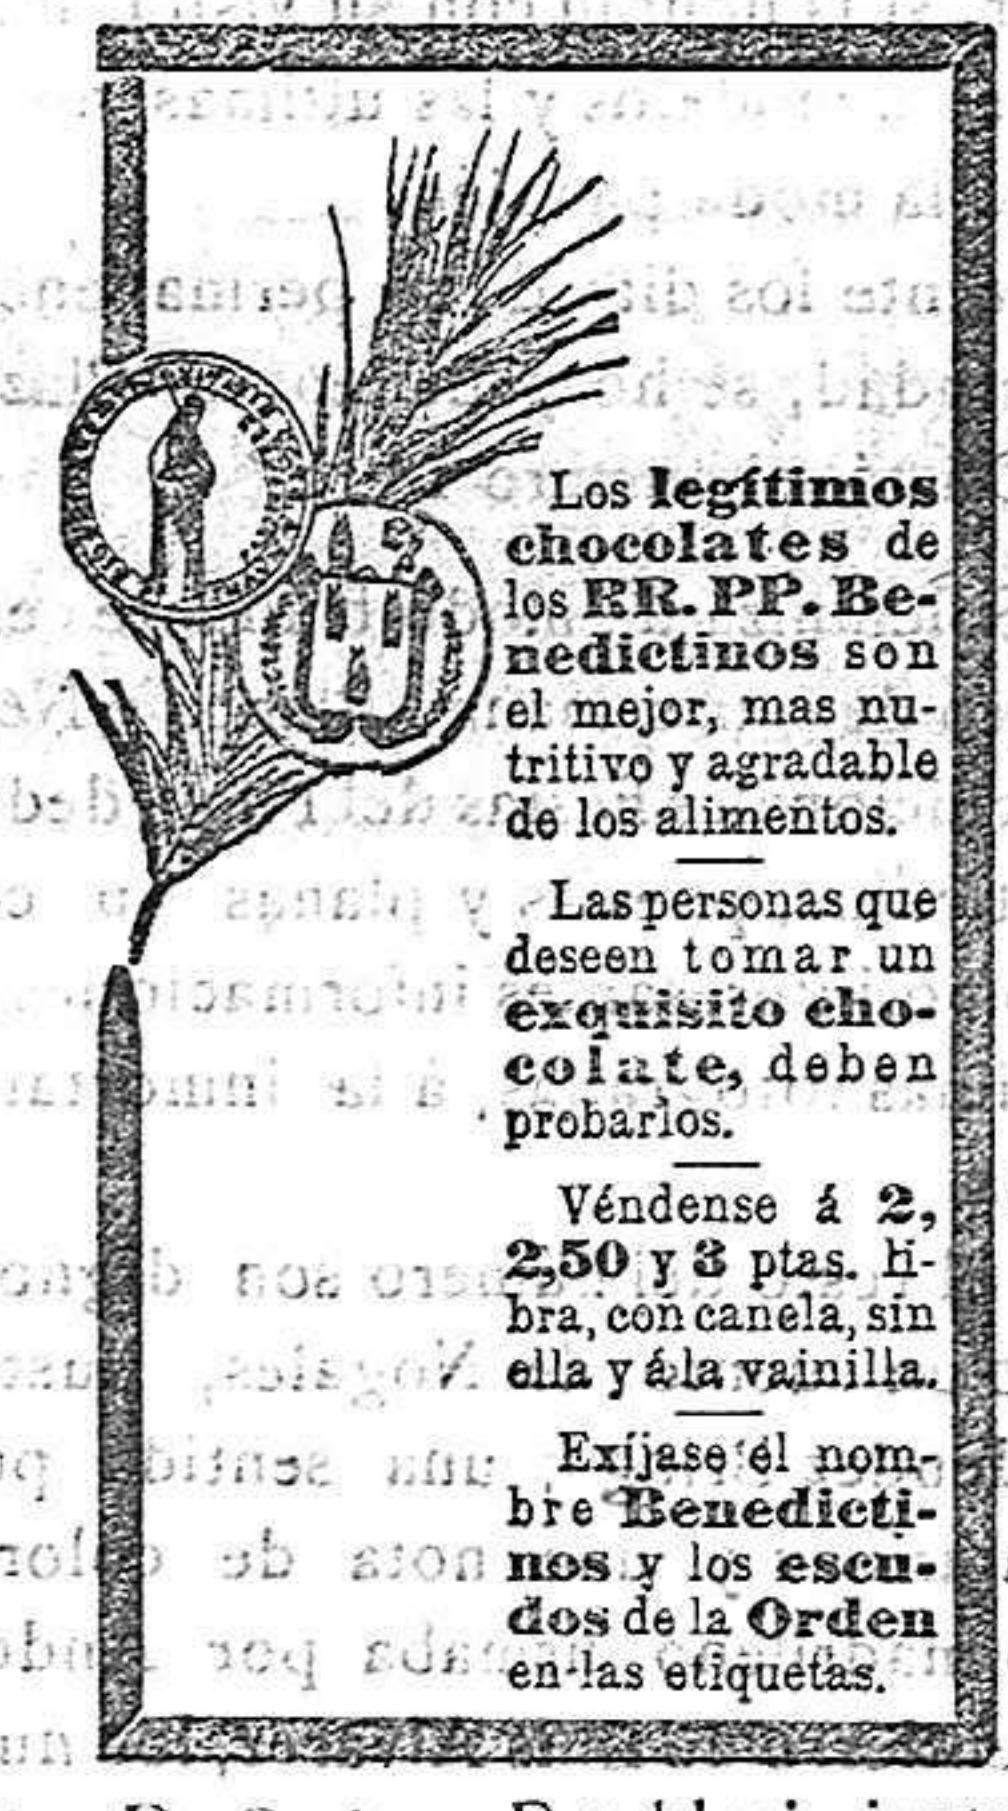 Los legítimos
chocolates de
los RR. PP. Be-
nedictinos son
el mejor, mas nu-
tritivo y agradable
de los alimentos.
Las personas que
deseen tomar un
exquisito cho-
colate, deben
probarlos.
Véndense á 2,
2,50 y 3 ptas. li-
bra, con canela, sin
ella y á la vainilla.
Exíjase el nom-
bre Benedicti-
nos y los escu-
dos de la Orden
en las etiquetas.